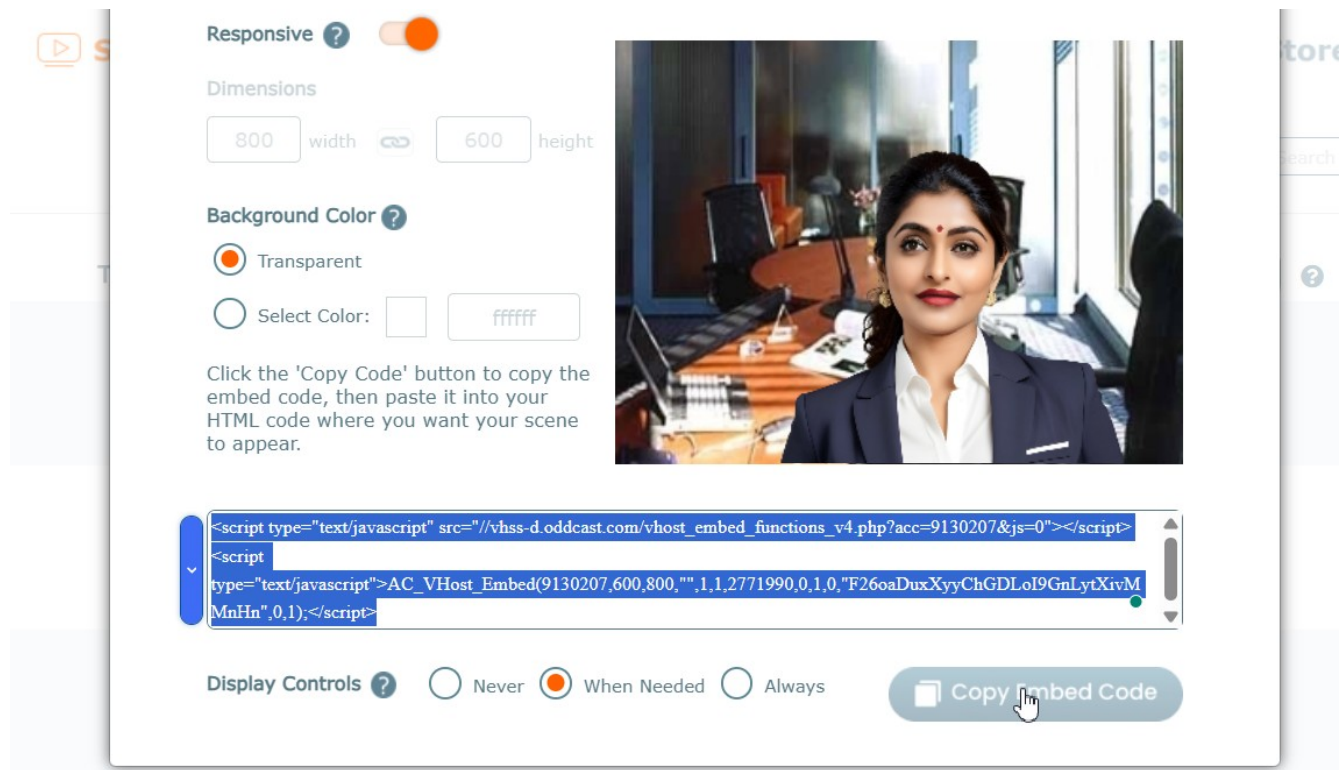 Responsive ?
S
tore
Dimensions
800 width 600 height
Search
Background Color ?
Transparent
T
?
Select Color: ffffff
Click the 'Copy Code' button to copy the
embed code, then paste it into your
HTML code where you want your scene
to appear.
<script type="text/javascript" src="//vhss-d.oddcast.com/vhost_embed_functions_v4.php?acc=9130207&js=0"></script>
<script
type="text/javascript">AC_VHost_Embed(9130207,600,800,"",1,1,2771990,0,1,0,"F26oaDuxXyyChGDLoI9GnLytXivM
MnHn",0,1);</script>
Display Controls ? Never When Needed Always Copy Embed Code